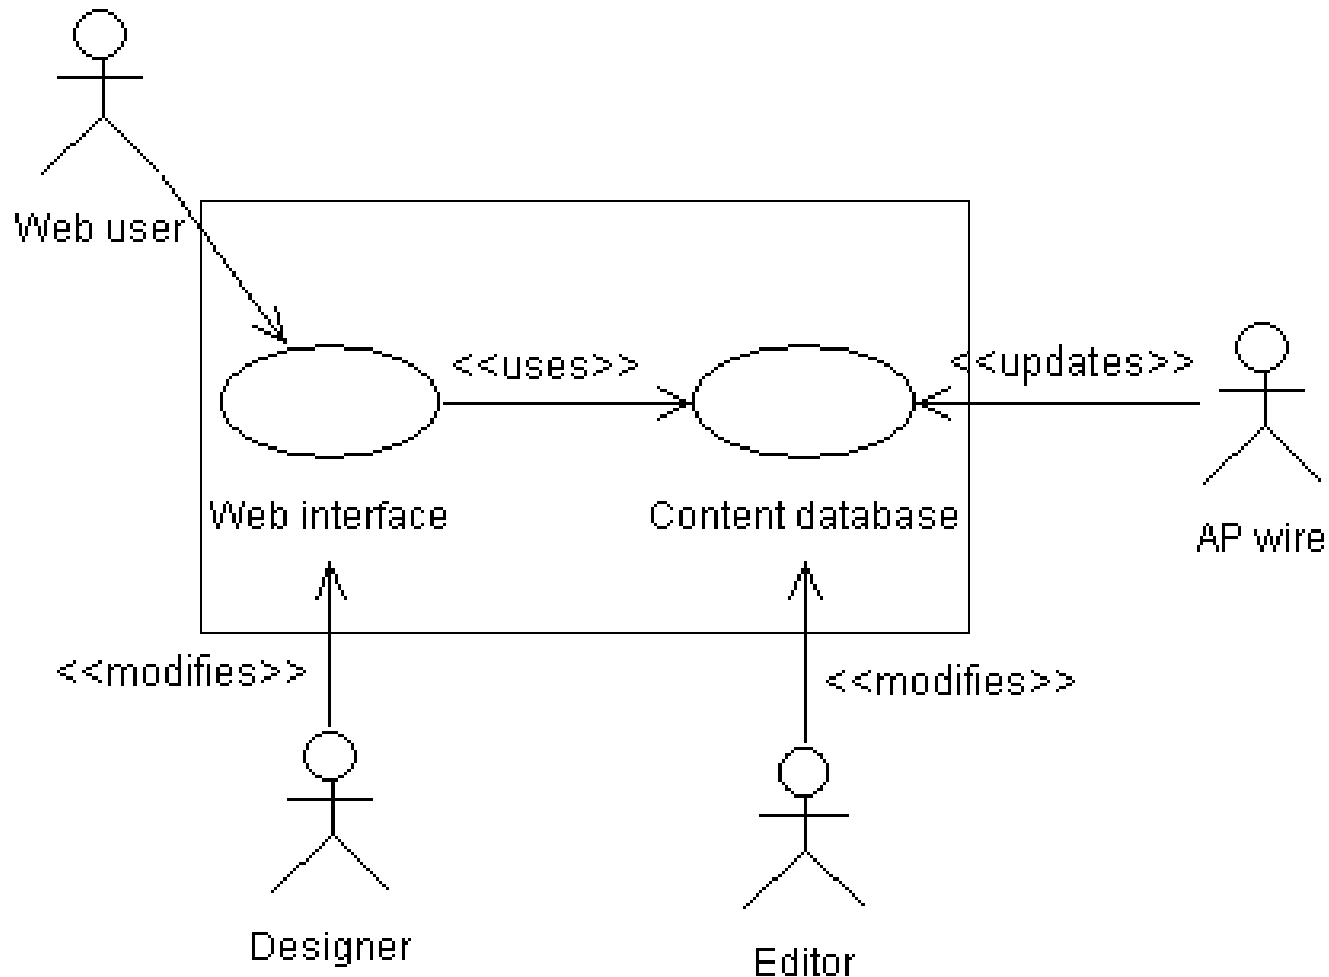 Web user
<<uses>>
<<updates>>
Web interface
Content database
AP wire
<<modifies>>
<<modifies>>
Designer
Editor